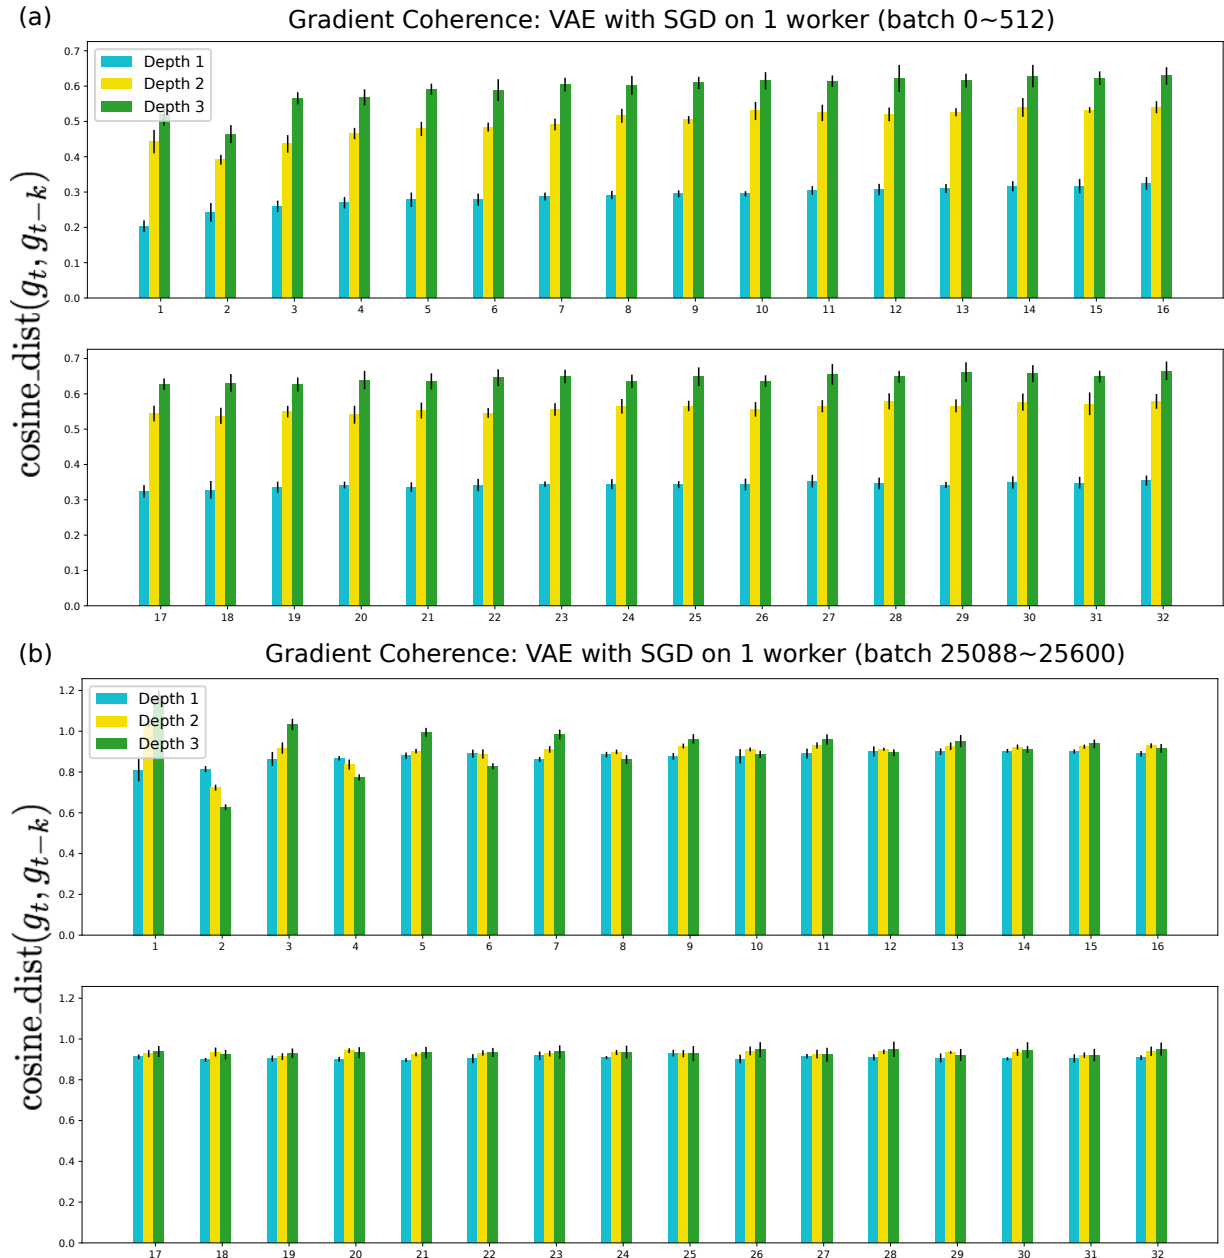 (a)
Gradient Coherence: VAE with SGD on 1 worker (batch 0~512)
cosine_dist(g_t, g_{t−k})
0.7
0.6
0.5
0.4
0.3
0.2
0.1
0.0
Depth 1
Depth 2
Depth 3
1 2 3 4 5 6 7 8 9 10 11 12 13 14 15 16
0.7
0.6
0.5
0.4
0.3
0.2
0.1
0.0
17 18 19 20 21 22 23 24 25 26 27 28 29 30 31 32
(b)
Gradient Coherence: VAE with SGD on 1 worker (batch 25088~25600)
cosine_dist(g_t, g_{t−k})
1.2
1.0
0.8
0.6
0.4
0.2
0.0
Depth 1
Depth 2
Depth 3
1 2 3 4 5 6 7 8 9 10 11 12 13 14 15 16
1.2
1.0
0.8
0.6
0.4
0.2
0.0
17 18 19 20 21 22 23 24 25 26 27 28 29 30 31 32